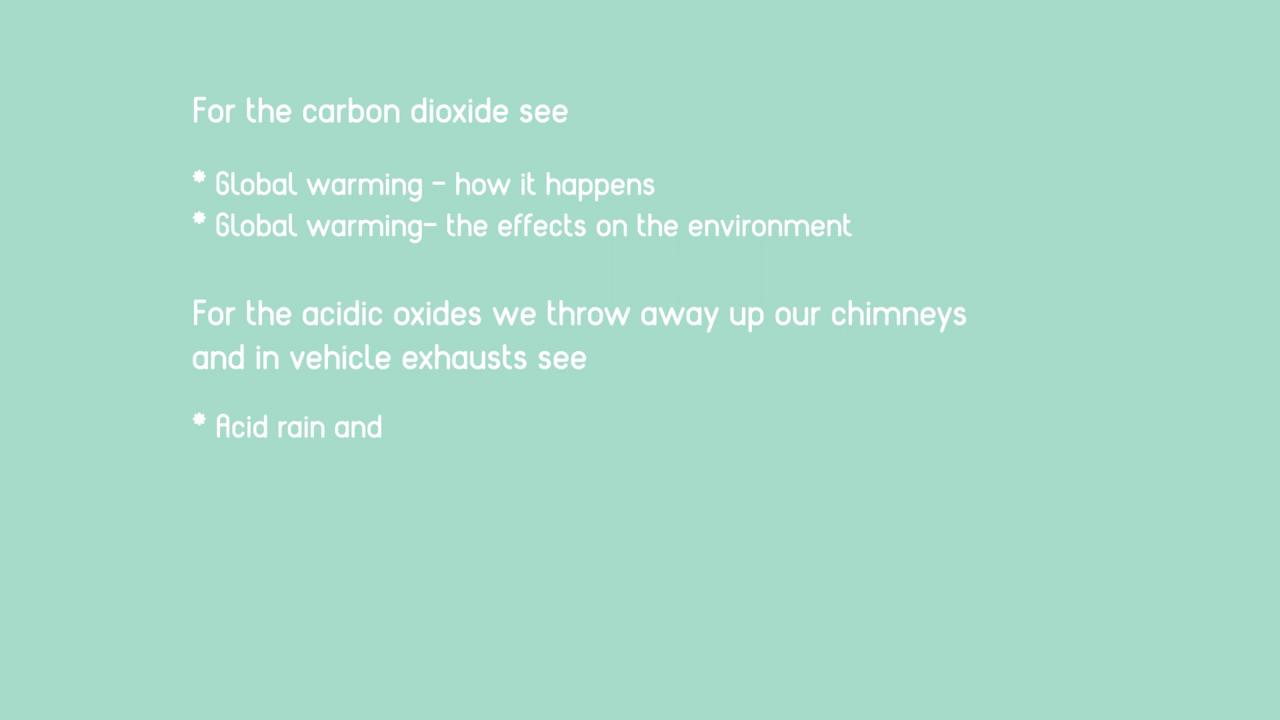 For the carbon dioxide see
* Global warming - how it happens
* Global warming- the effects on the environment
For the acidic oxides we throw away up our chimneys
and in vehicle exhausts see
* Acid rain and